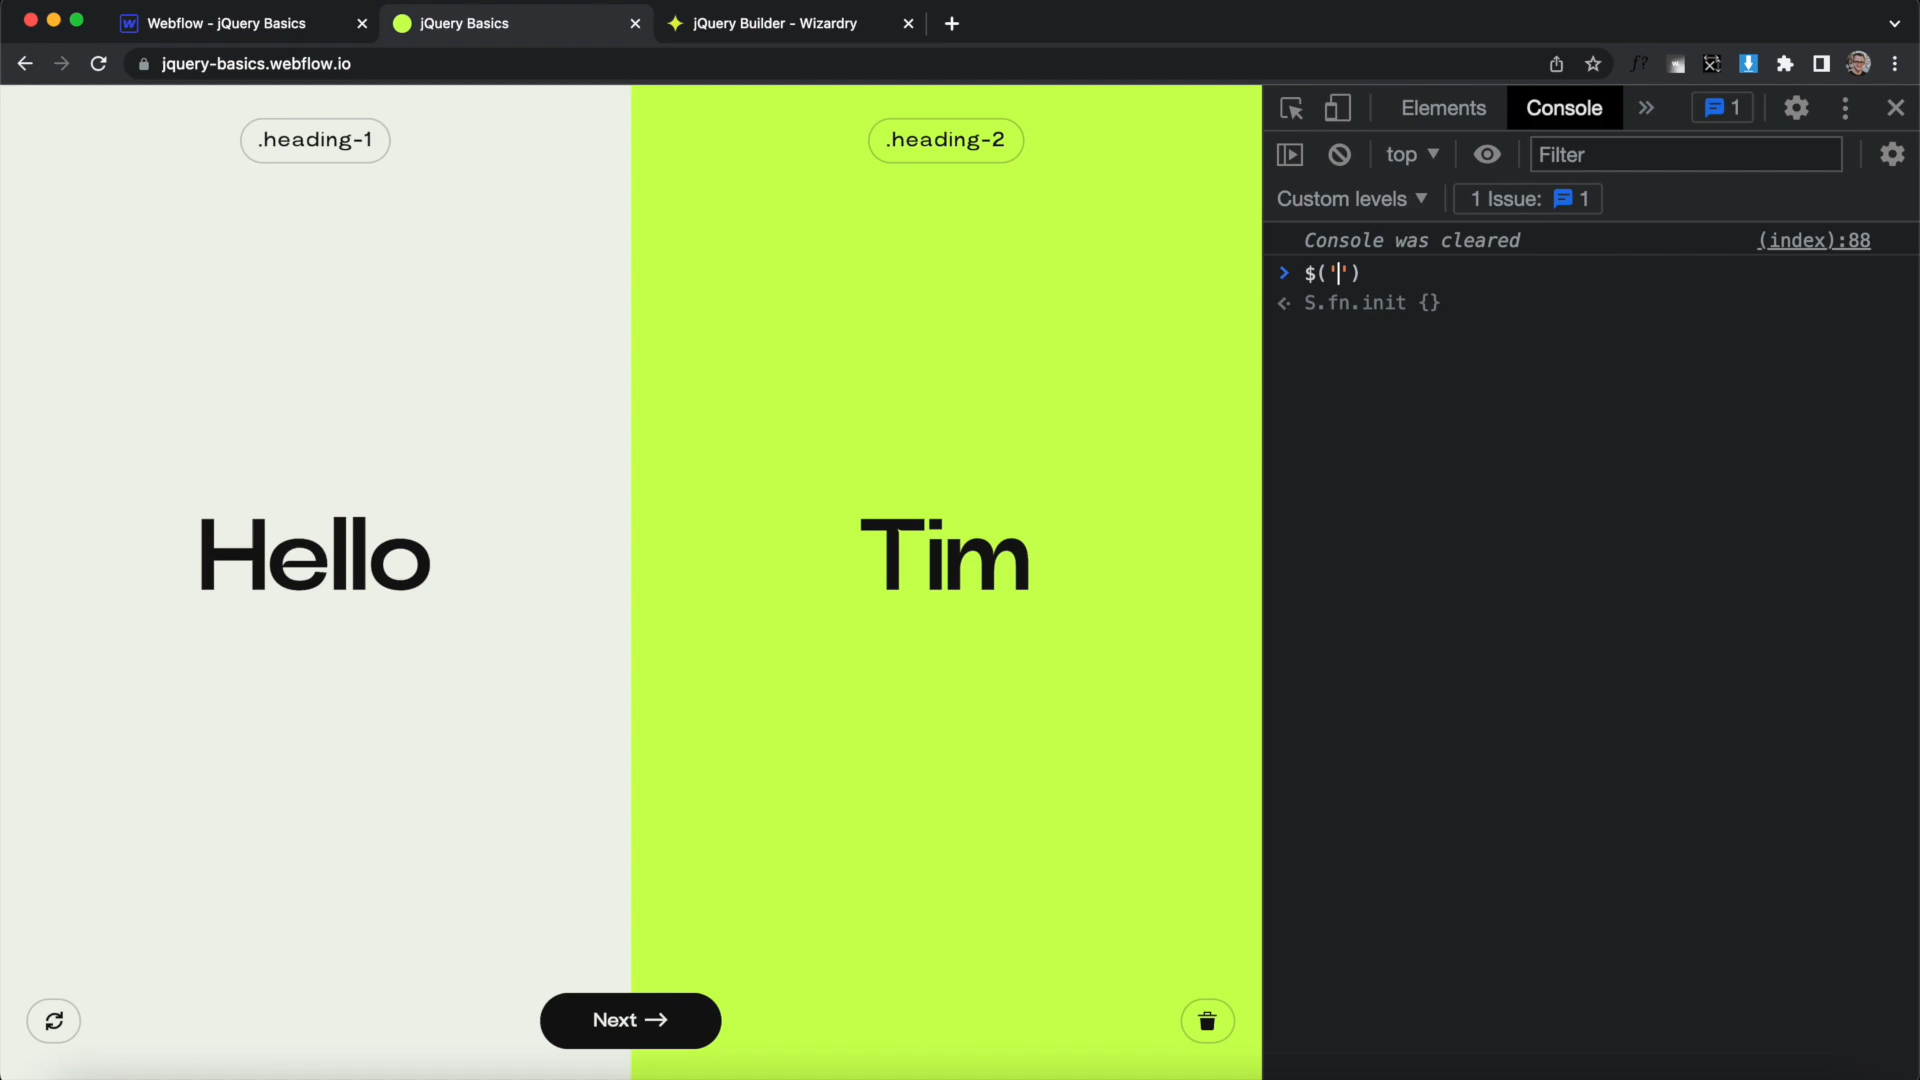 Webflow - jQuery Basics
jQuery Basics
jQuery Builder - Wizardry
jquery-basics.webflow.io
f?
.heading-1
.heading-2
Hello
Tim
Next →
Elements
Console
1
top
Filter
Custom levels
1 Issue: 1
Console was cleared
(index):88
$('')
S.fn.init {}